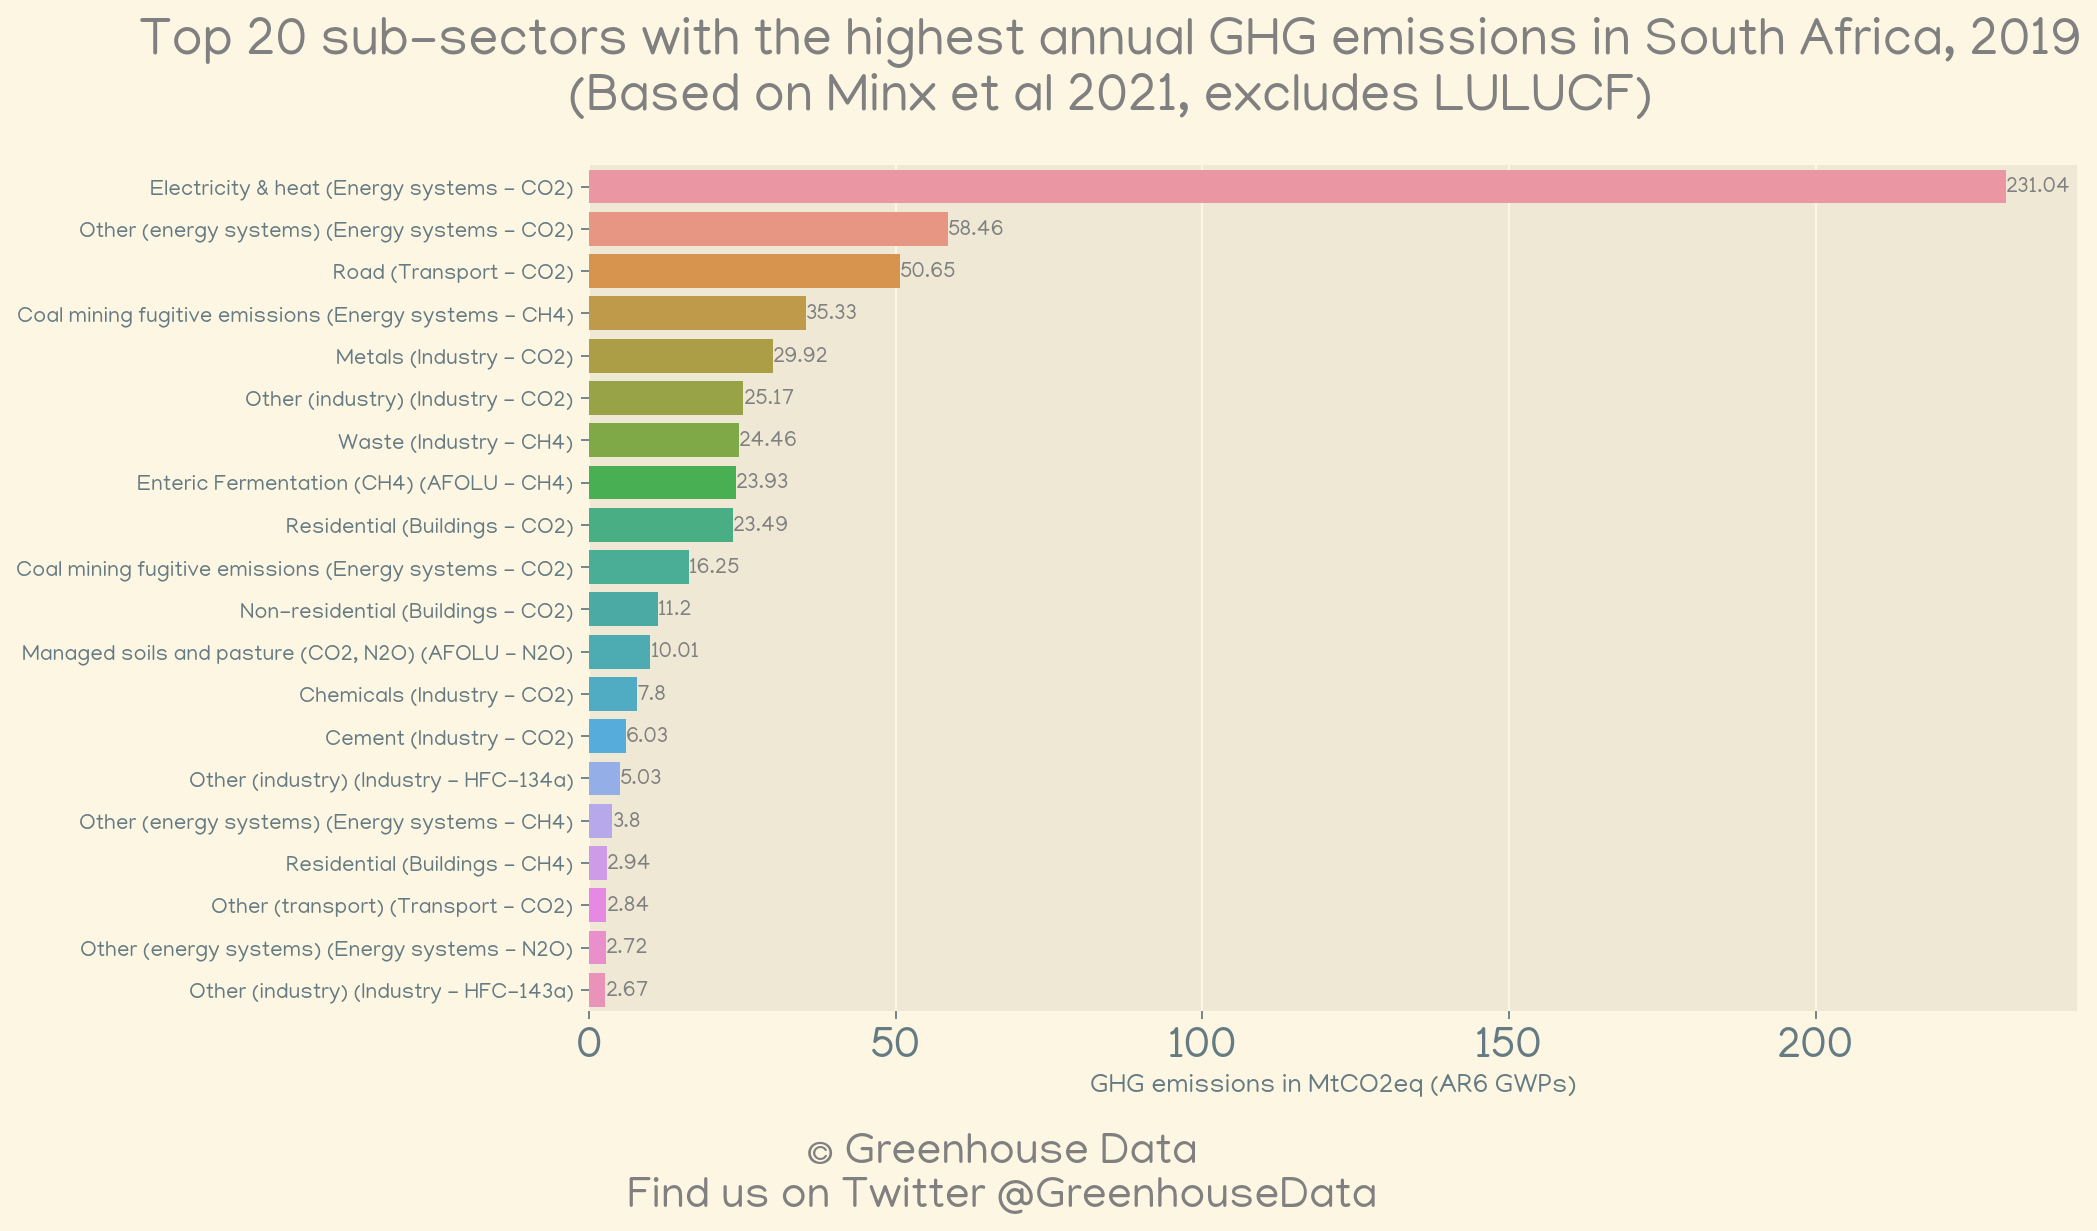 Top 20 sub-sectors with the highest annual GHG emissions in South Africa, 2019
(Based on Minx et al 2021, excludes LULUCF)
Electricity & heat (Energy systems - CO2) 231.04
Other (energy systems) (Energy systems - CO2) 58.46
Road (Transport - CO2) 50.65
Coal mining fugitive emissions (Energy systems - CH4) 35.33
Metals (Industry - CO2) 29.92
Other (industry) (Industry - CO2) 25.17
Waste (Industry - CH4) 24.46
Enteric Fermentation (CH4) (AFOLU - CH4) 23.93
Residential (Buildings - CO2) 23.49
Coal mining fugitive emissions (Energy systems - CO2) 16.25
Non-residential (Buildings - CO2) 11.2
Managed soils and pasture (CO2, N2O) (AFOLU - N2O) 10.01
Chemicals (Industry - CO2) 7.8
Cement (Industry - CO2) 6.03
Other (industry) (Industry - HFC-134a) 5.03
Other (energy systems) (Energy systems - CH4) 3.8
Residential (Buildings - CH4) 2.94
Other (transport) (Transport - CO2) 2.84
Other (energy systems) (Energy systems - N2O) 2.72
Other (industry) (Industry - HFC-143a) 2.67
0 50 100 150 200
GHG emissions in MtCO2eq (AR6 GWPs)
© Greenhouse Data
Find us on Twitter @GreenhouseData